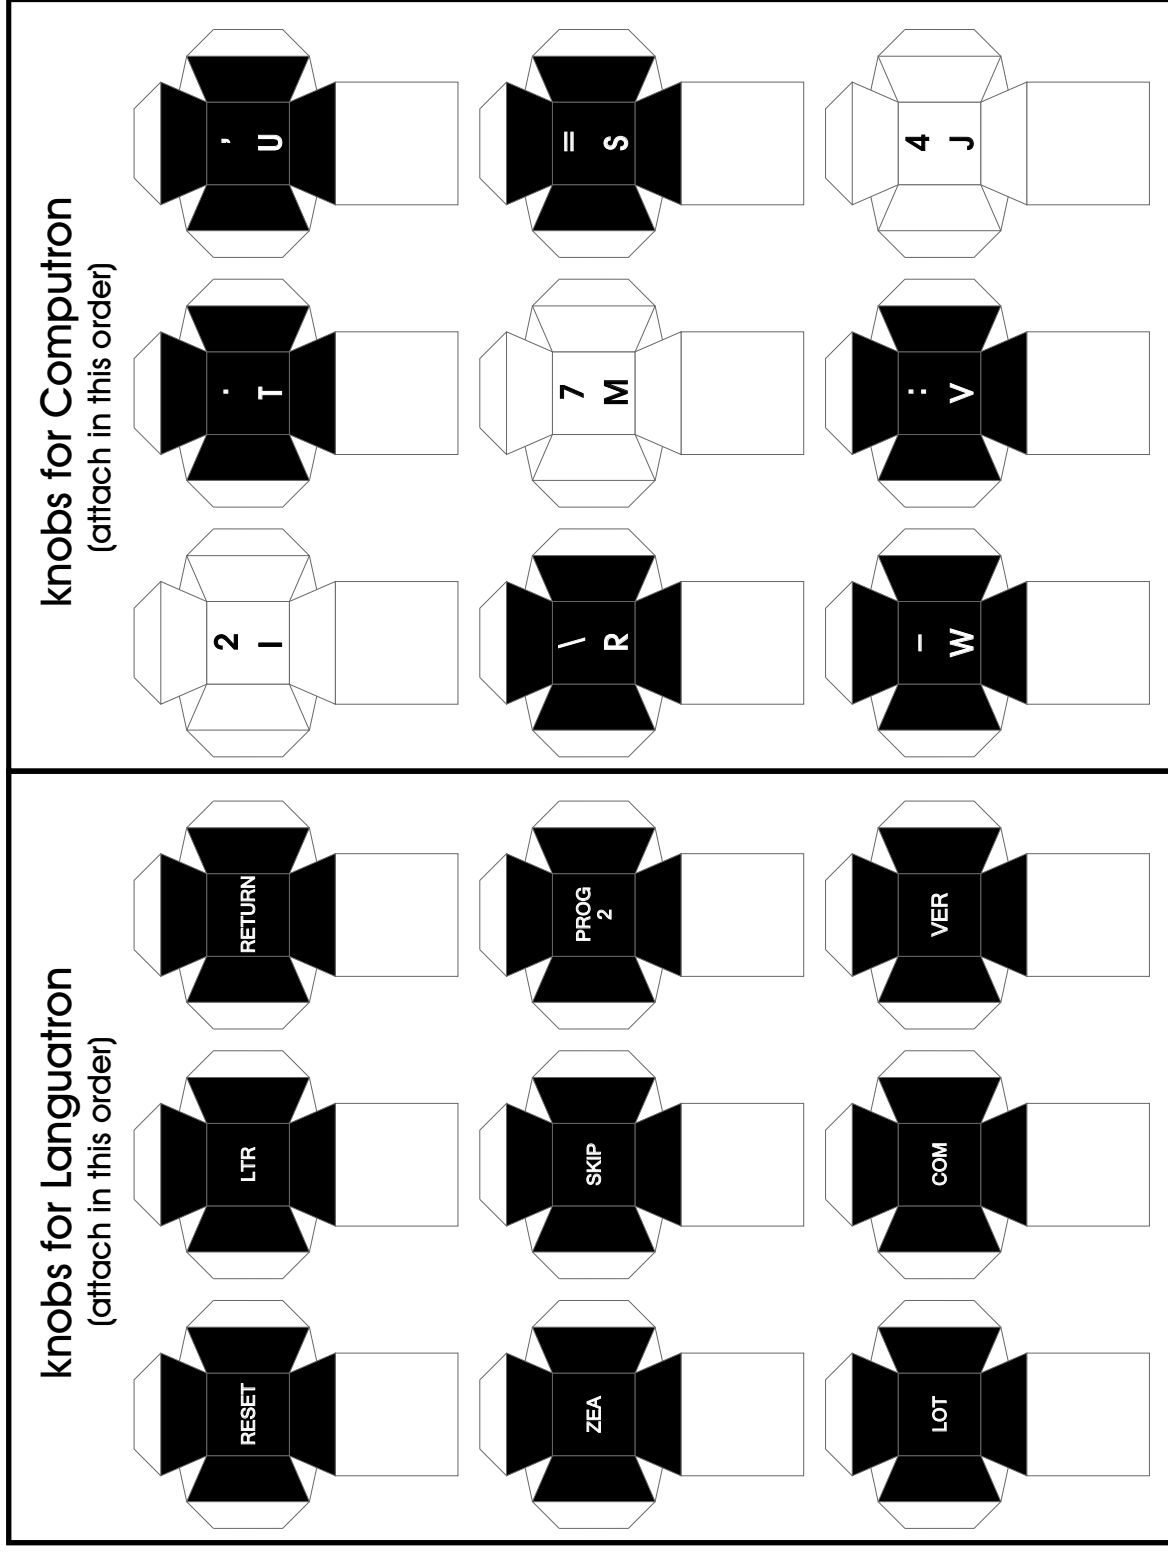 knobs for Languatron
(attach in this order)
RESET
LTR
RETURN
ZEA
SKIP
PROG
2
LOT
COM
VER
knobs for Computron
(attach in this order)
2
I
.
T
,
U
/
R
7
M
=
S
-
W
:
V
4
J